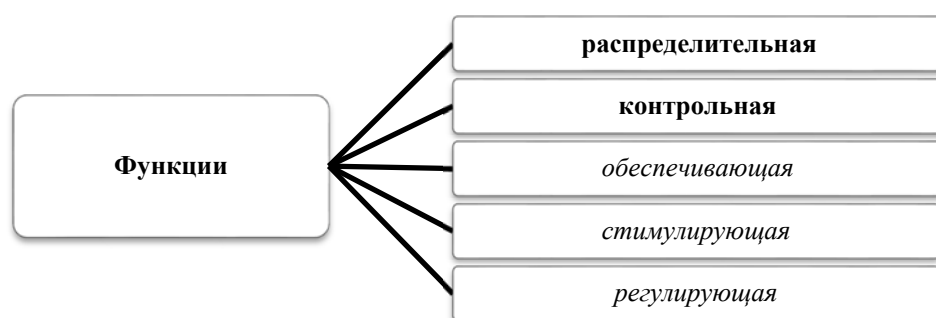 Функции
распределительная
контрольная
обеспечивающая
стимулирующая
регулирующая